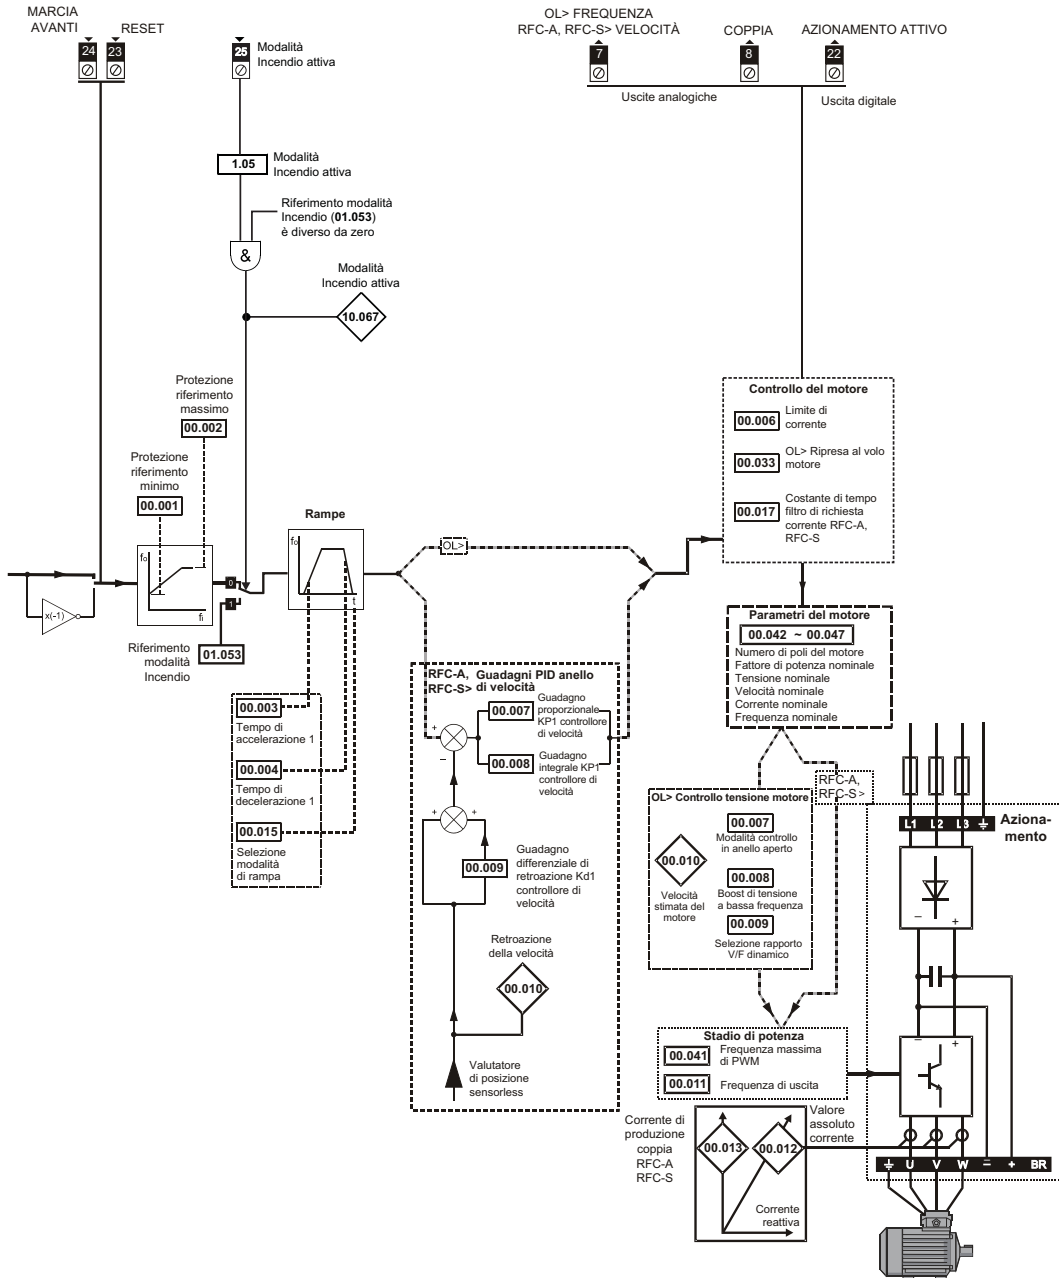 MARCIA
AVANTI
RESET
24
23
25
Modalità
Incendio attiva
OL> FREQUENZA
RFC-A, RFC-S> VELOCITÀ
COPPIA
AZIONAMENTO ATTIVO
7
8
22
Uscite analogiche
Uscita digitale
1.05
Modalità
Incendio attiva
Riferimento modalità
Incendio (01.053)
è diverso da zero
&
Modalità
Incendio attiva
10.067
Protezione
riferimento
massimo
00.002
Protezione
riferimento
minimo
00.001
Rampe
fo
fi
fo
t
x(-1)
0
1
Riferimento
modalità
Incendio
01.053
00.003
Tempo di
accelerazione 1
00.004
Tempo di
decelerazione 1
00.015
Selezione
modalità
di rampa
OL>
RFC-A,
RFC-S>
Guadagni PID anello
di velocità
00.007
Guadagno
proporzionale
KP1 controllore
di velocità
00.008
Guadagno
integrale KP1
controllore di
velocità
+
−
+
+
00.009
Guadagno
differenziale di
retroazione Kd1
controllore di
velocità
Retroazione
della velocità
00.010
Valutatore
di posizione
sensorless
Controllo del motore
00.006
Limite di
corrente
00.033
OL> Ripresa al volo
motore
00.017
Costante di tempo
filtro di richiesta
corrente RFC-A,
RFC-S
Parametri del motore
00.042 ~ 00.047
Numero di poli del motore
Fattore di potenza nominale
Tensione nominale
Velocità nominale
Corrente nominale
Frequenza nominale
RFC-A,
RFC-S >
OL> Controllo tensione motore
00.007
Modalità controllo
in anello aperto
00.010
Velocità
stimata del
motore
00.008
Boost di tensione
a bassa frequenza
00.009
Selezione rapporto
V/F dinamico
Stadio di potenza
00.041
Frequenza massima
di PWM
00.011
Frequenza di uscita
Corrente di
produzione
coppia
RFC-A
RFC-S
00.013
00.012
Valore
assoluto
corrente
Corrente
reattiva
L1 L2 L3
Aziona-
mento
−
+
−
+
U V W − + BR